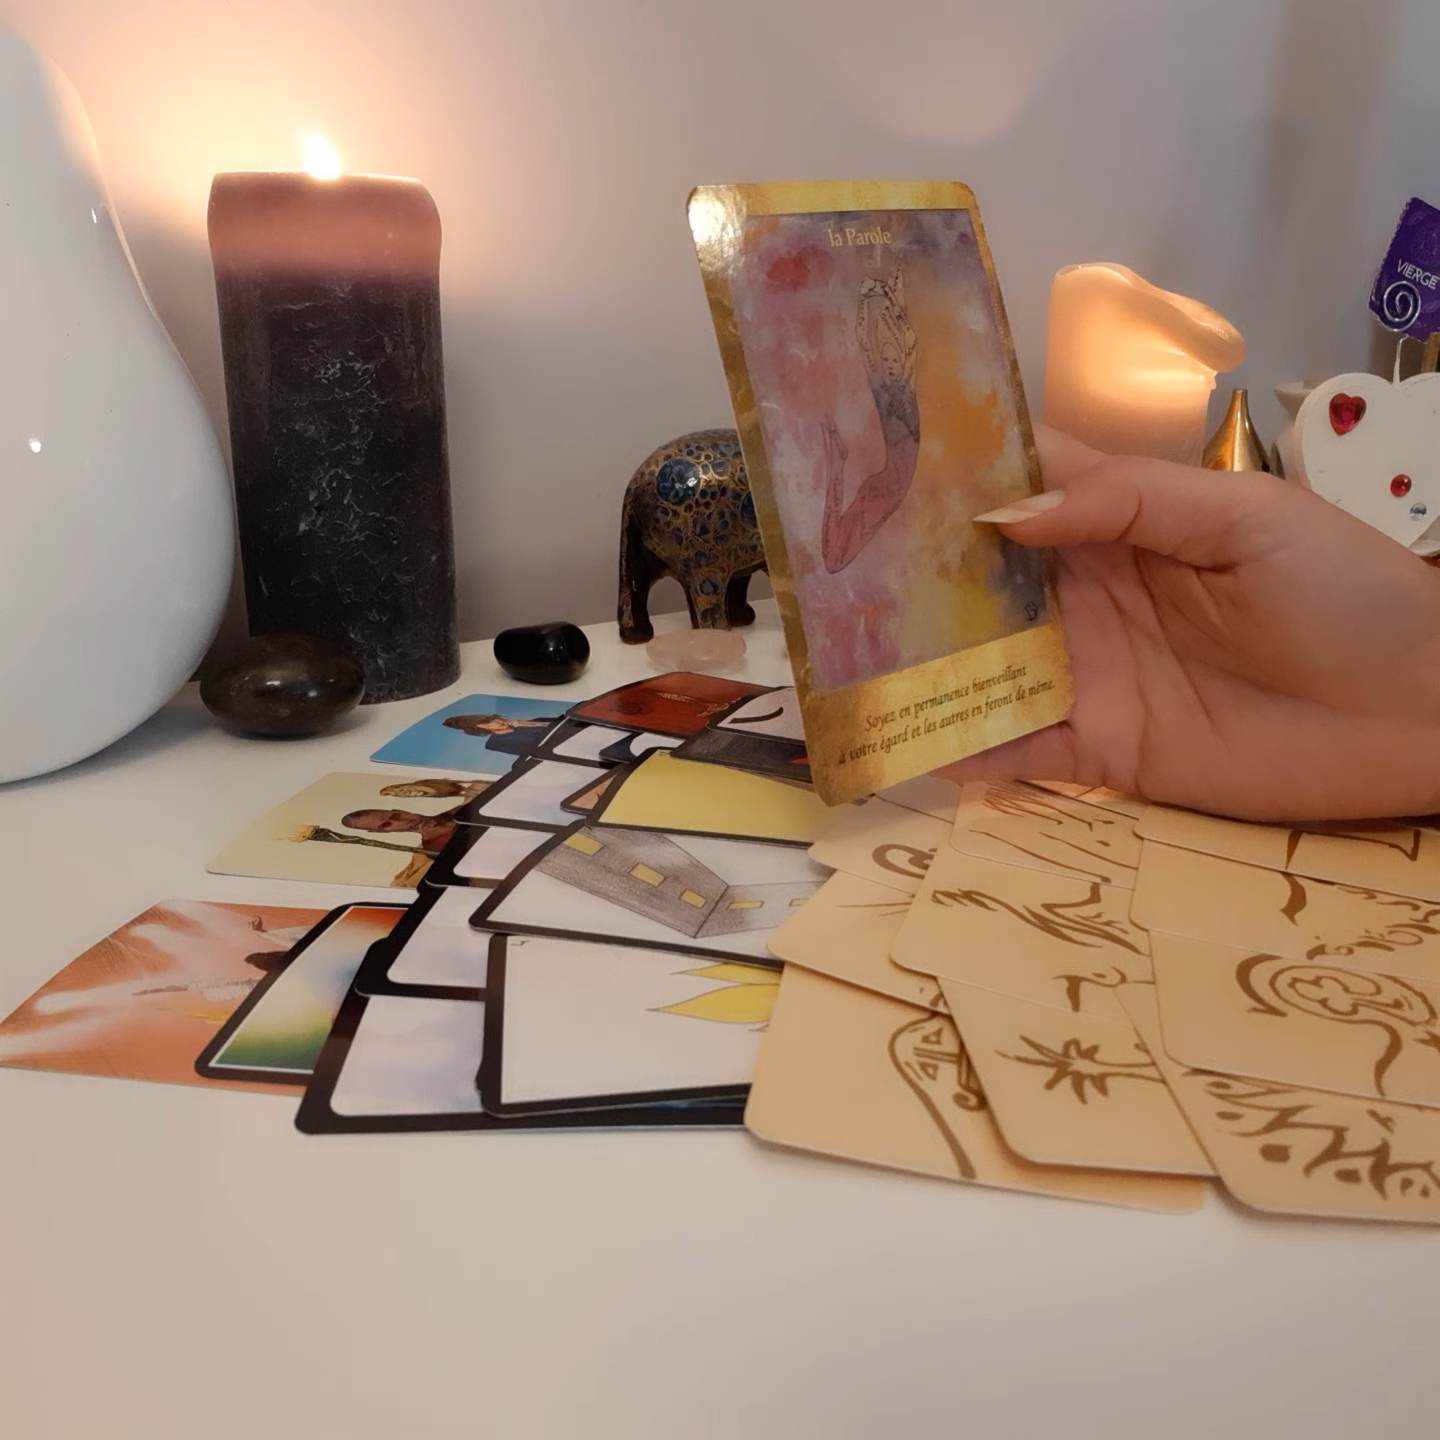 la Parole
Soyez en permanence bienveillant
à votre égard et les autres en feront de même.
VIERGE